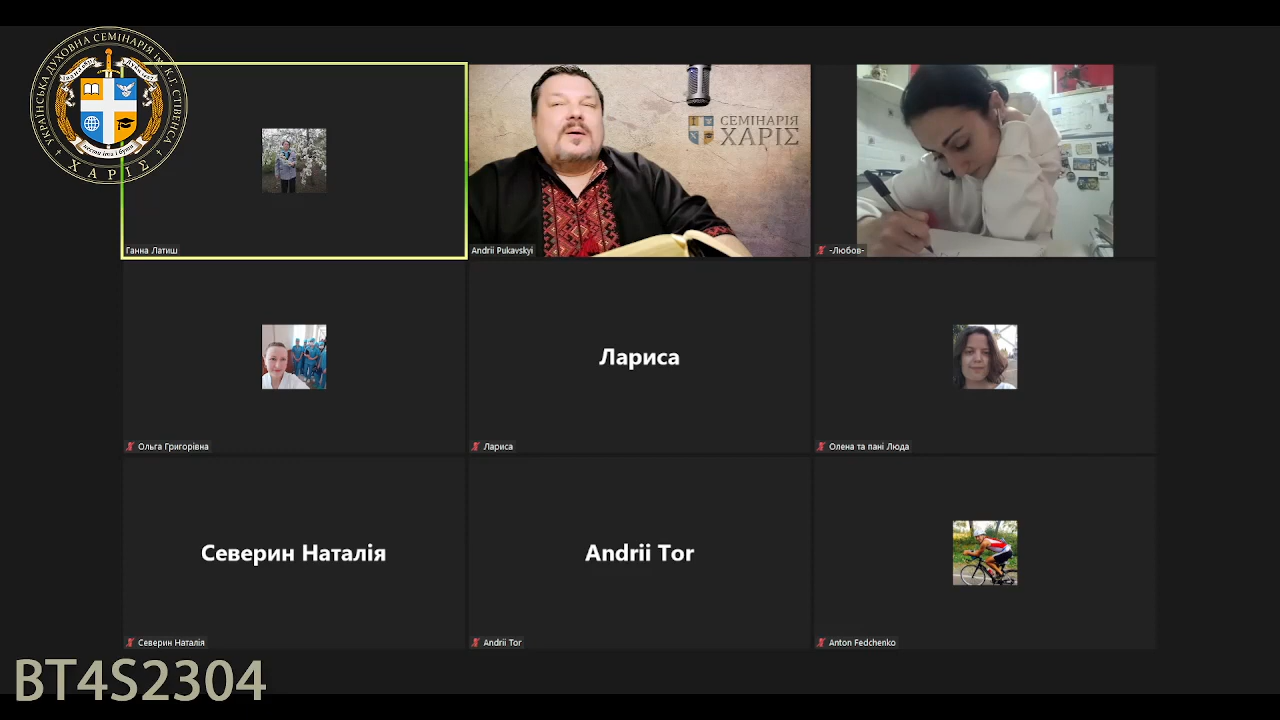 УКРАЇНСЬКА ДУХОВНА СЕМІНАРІЯ ім. К.Г. СТИВЕНСА
ХАРІС
Ганна Латиш
СЕМІНАРІЯ
ХАРІС
Andrii Pukavskyi
-Любов-
Ольга Григорівна
Лариса
Лариса
Олена та пані Люда
Северин Наталія
Северин Наталія
Andrii Tor
Andrii Tor
Anton Fedchenko
BT4S2304